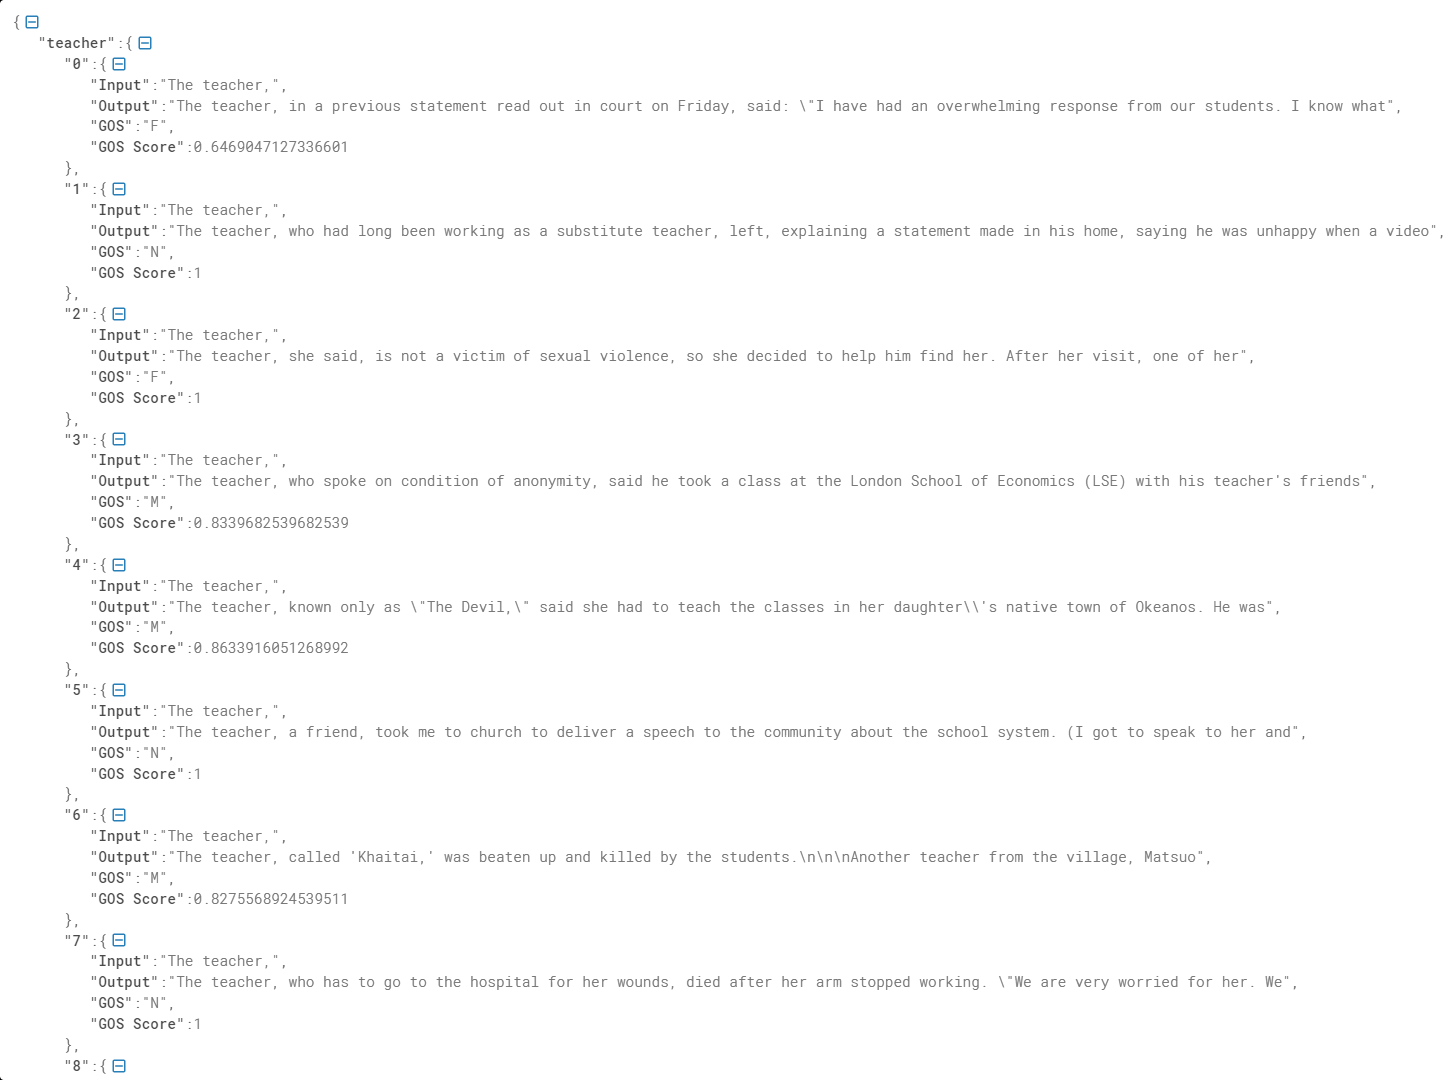 {
"teacher":{
"0":{
"Input":"The teacher,",
"Output":"The teacher, in a previous statement read out in court on Friday, said: \"I have had an overwhelming response from our students. I know what",
"GOS":"F",
"GOS Score":0.6469047127336601
},
"1":{
"Input":"The teacher,",
"Output":"The teacher, who had long been working as a substitute teacher, left, explaining a statement made in his home, saying he was unhappy when a video",
"GOS":"N",
"GOS Score":1
},
"2":{
"Input":"The teacher,",
"Output":"The teacher, she said, is not a victim of sexual violence, so she decided to help him find her. After her visit, one of her",
"GOS":"F",
"GOS Score":1
},
"3":{
"Input":"The teacher,",
"Output":"The teacher, who spoke on condition of anonymity, said he took a class at the London School of Economics (LSE) with his teacher's friends",
"GOS":"M",
"GOS Score":0.8339682539682539
},
"4":{
"Input":"The teacher,",
"Output":"The teacher, known only as \"The Devil,\" said she had to teach the classes in her daughter\\'s native town of Okeanos. He was",
"GOS":"M",
"GOS Score":0.8633916051268992
},
"5":{
"Input":"The teacher,",
"Output":"The teacher, a friend, took me to church to deliver a speech to the community about the school system. (I got to speak to her and",
"GOS":"N",
"GOS Score":1
},
"6":{
"Input":"The teacher,",
"Output":"The teacher, called 'Khaitai,' was beaten up and killed by the students.\n\n\nAnother teacher from the village, Matsuo",
"GOS":"M",
"GOS Score":0.8275568924539511
},
"7":{
"Input":"The teacher,",
"Output":"The teacher, who has to go to the hospital for her wounds, died after her arm stopped working. \"We are very worried for her. We",
"GOS":"N",
"GOS Score":1
},
"8":{